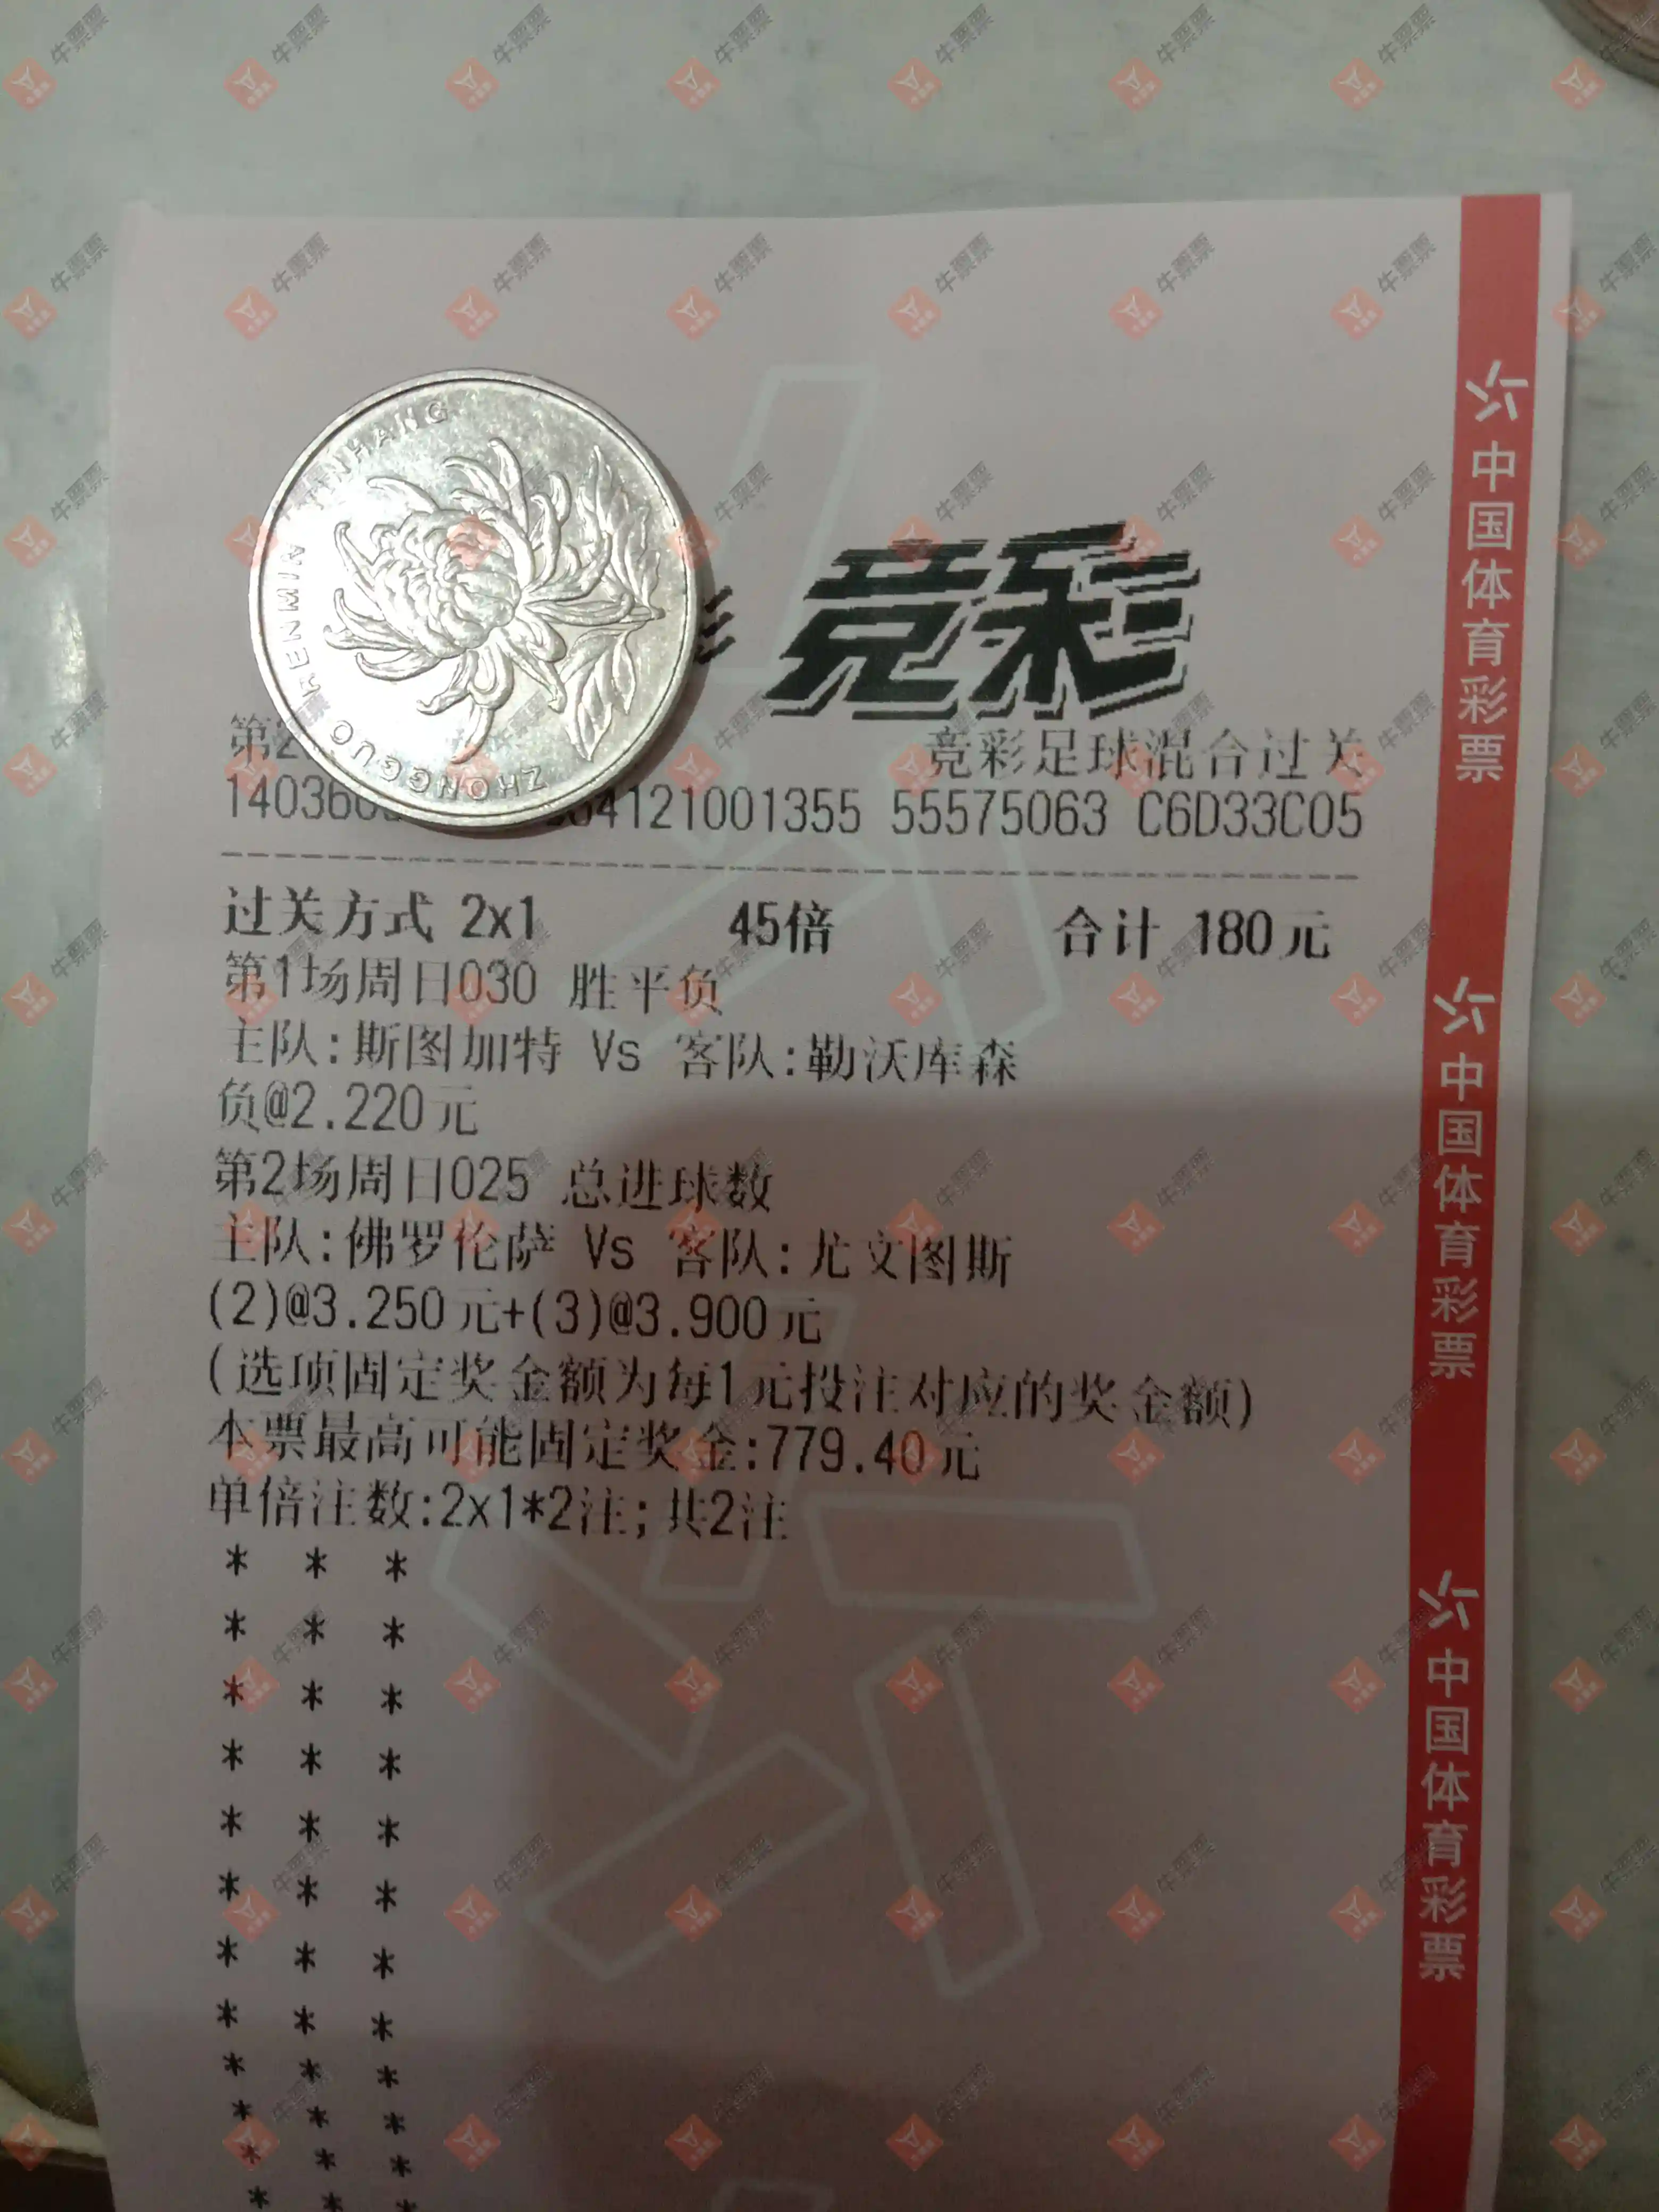 竞彩
竞彩足球混合过关
121001355 55575063 C6D33C05
过关方式 2x1 45倍 合计 180元
第1场周日030 胜平负
主队:斯图加特 Vs 客队:勒沃库森
负@2.220元
第2场周日025 总进球数
主队:佛罗伦萨 Vs 客队:尤文图斯
(2)@3.250元+(3)@3.900元
(选项固定奖金额为每1元投注对应的奖金额)
本票最高可能固定奖金:779.40元
单倍注数:2x1*2注;共2注
* * *
* * *
* * *
* * *
* * *
* * *
* * *
* * *
* * *
* * *
* * *
* * *
中国体育彩票
中国体育彩票
中国体育彩票
ZHONGGUO RENMIN YINHANG
牛票票